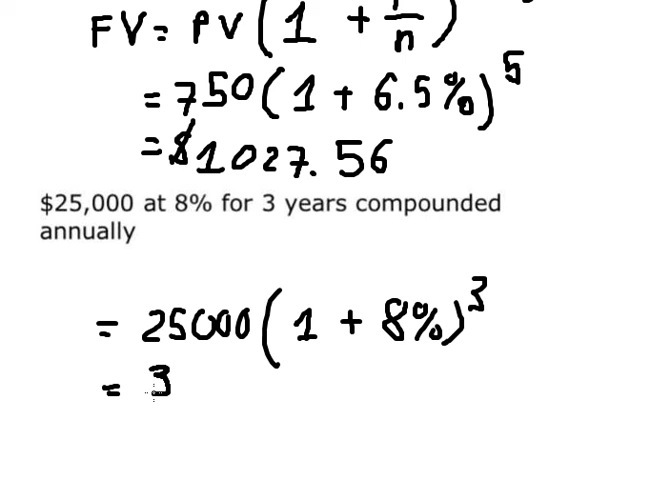 FV = PV(1 + r/n)
= 750(1 + 6.5%)^5
= $1027.56
$25,000 at 8% for 3 years compounded
annually
= 25000(1 + 8%)^3
= 3